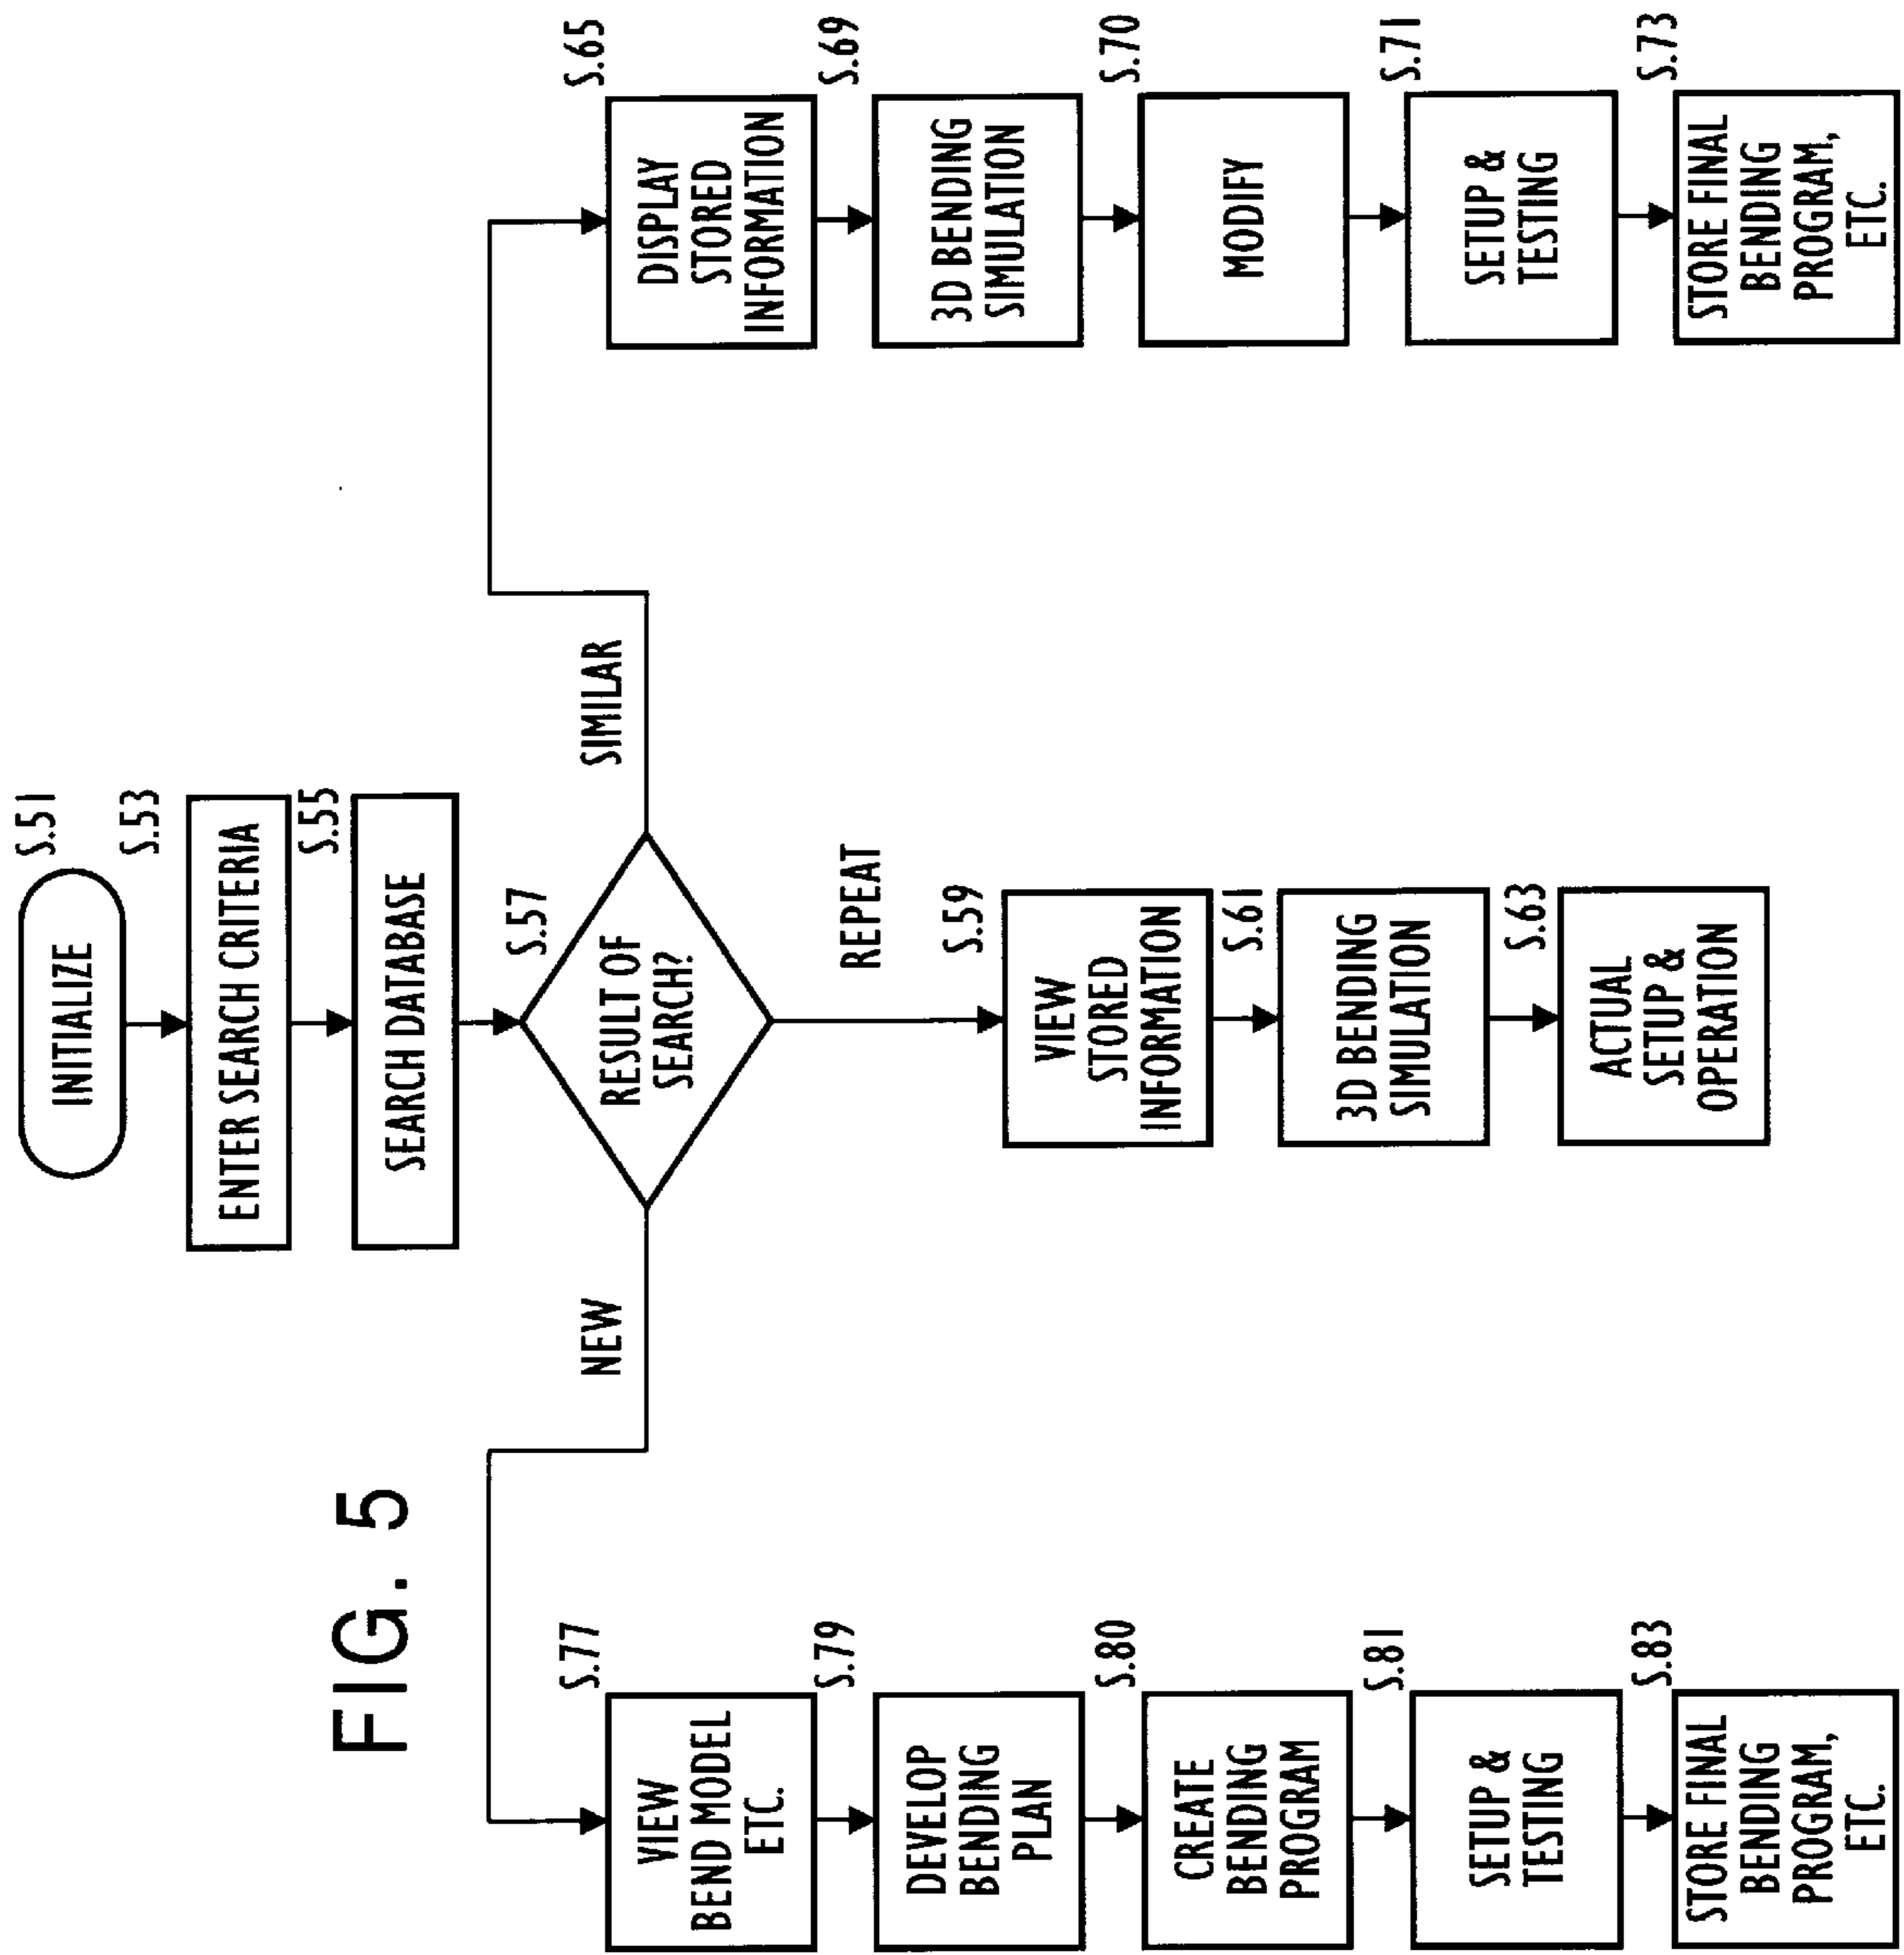 FIG. 5
S.51
INITIALIZE
S.53
ENTER SEARCH CRITERIA
S.55
SEARCH DATABASE
S.57
RESULT OF
SEARCH?
NEW
SIMILAR
REPEAT
S.77
VIEW
BEND MODEL
ETC.
S.79
DEVELOP
BENDING
PLAN
S.80
CREATE
BENDING
PROGRAM
S.81
SETUP &
TESTING
S.83
STORE FINAL
BENDING
PROGRAM,
ETC.
S.59
VIEW
STORED
INFORMATION
S.61
3D BENDING
SIMULATION
S.63
ACTUAL
SETUP &
OPERATION
S.65
DISPLAY
STORED
INFORMATION
S.69
3D BENDING
SIMULATION
S.70
MODIFY
S.71
SETUP &
TESTING
S.73
STORE FINAL
BENDING
PROGRAM,
ETC.